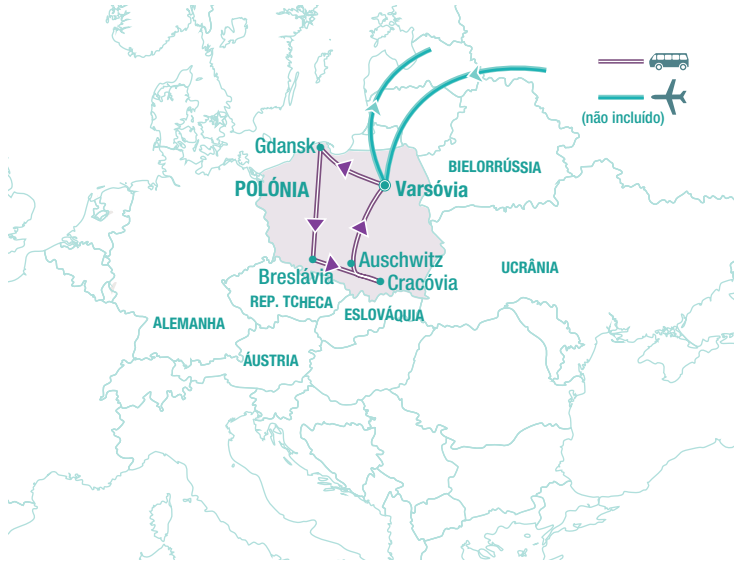 (não incluído)
Gdansk
BIELORRÚSSIA
POLÓNIA
Varsóvia
Auschwitz
UCRÂNIA
Breslávia
Cracóvia
REP. TCHECA
ESLOVÁQUIA
ALEMANHA
ÁUSTRIA